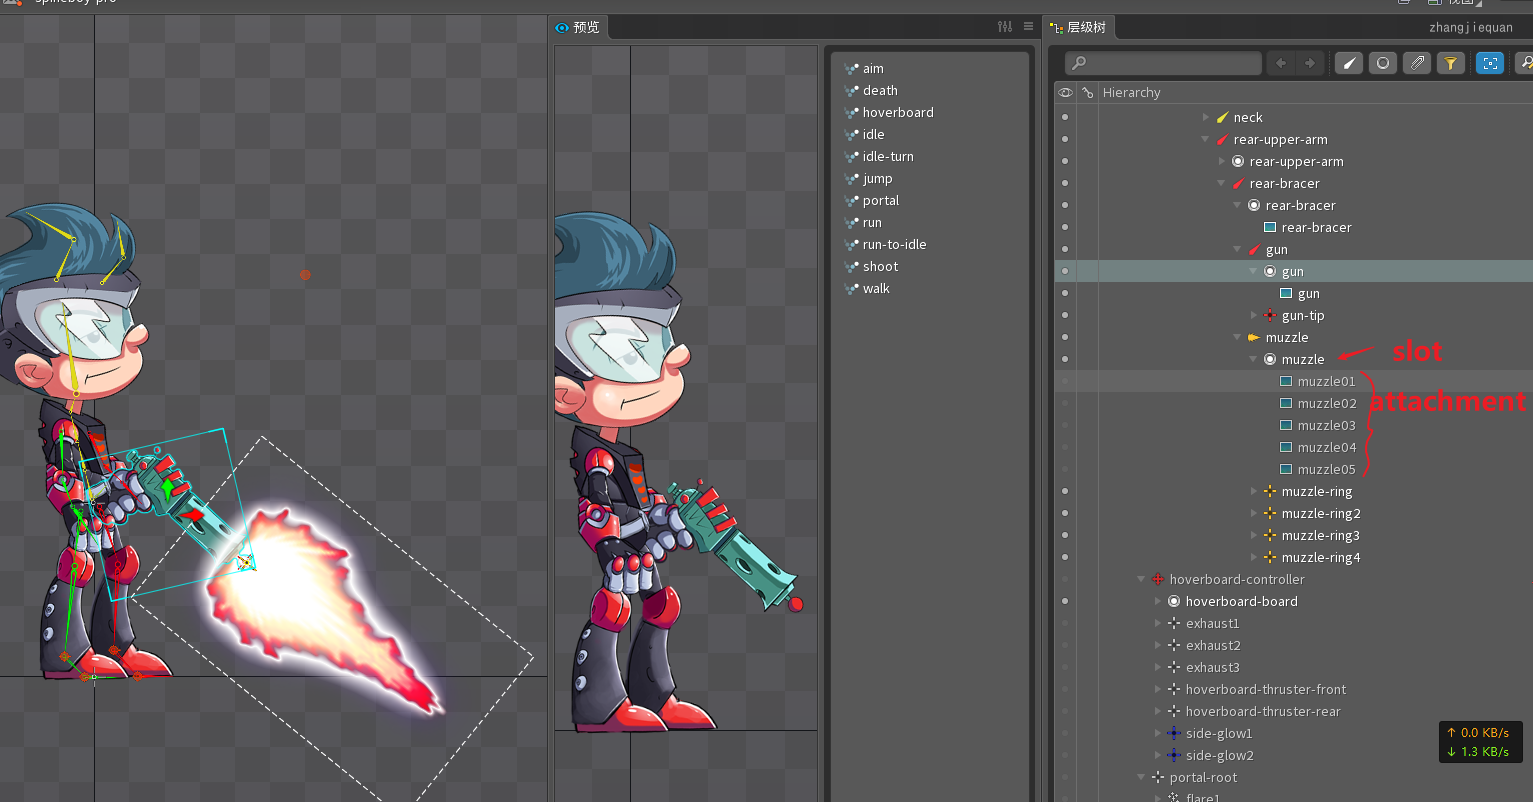 spineboy-pro
预览
aim
death
hoverboard
idle
idle-turn
jump
portal
run
run-to-idle
shoot
walk
视图
层级树
zhangjiequan
Hierarchy
neck
rear-upper-arm
rear-upper-arm
rear-bracer
rear-bracer
rear-bracer
gun
gun
gun
gun-tip
muzzle
muzzle
slot
muzzle01
attachment
muzzle02
muzzle03
muzzle04
muzzle05
muzzle-ring
muzzle-ring2
muzzle-ring3
muzzle-ring4
hoverboard-controller
hoverboard-board
exhaust1
exhaust2
exhaust3
hoverboard-thruster-front
hoverboard-thruster-rear
side-glow1
side-glow2
portal-root
flare1
↑ 0.0 KB/s
↓ 1.3 KB/s